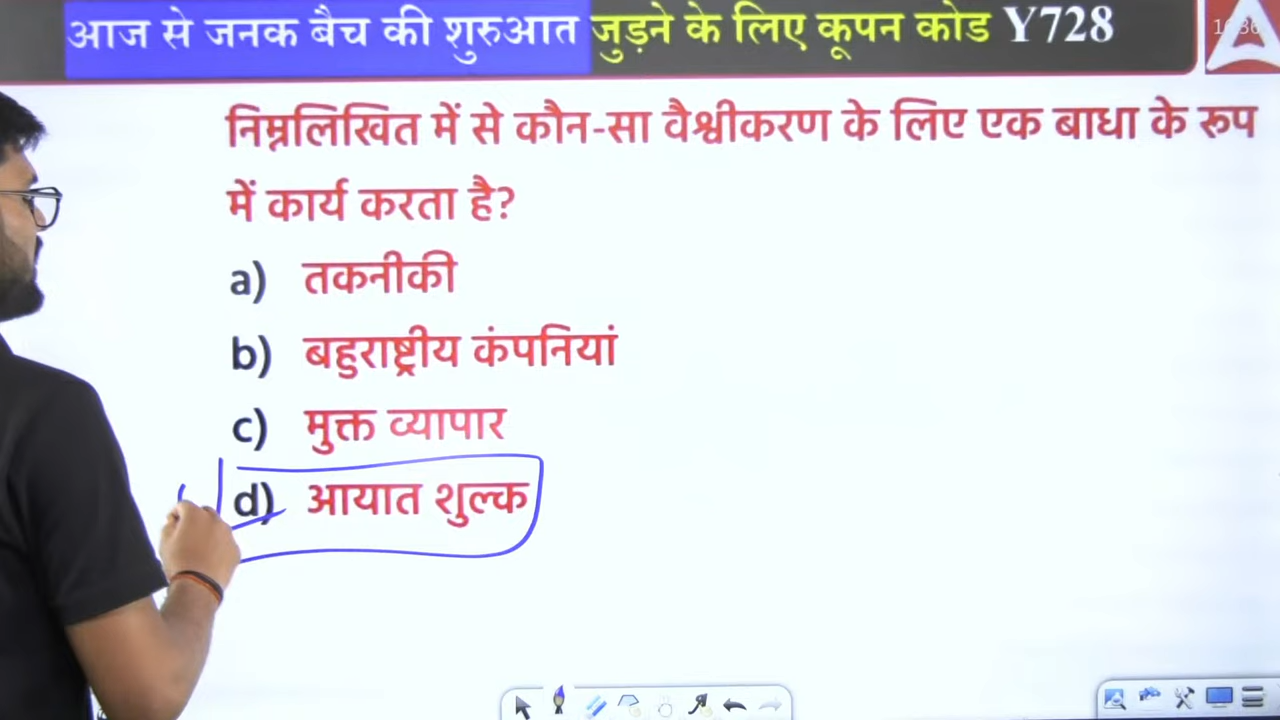 आज से जनक बैच की शुरुआत जुड़ने के लिए कूपन कोड Y728
निम्नलिखित में से कौन-सा वैश्वीकरण के लिए एक बाधा के रूप
में कार्य करता है?
a) तकनीकी
b) बहुराष्ट्रीय कंपनियां
c) मुक्त व्यापार
d) आयात शुल्क